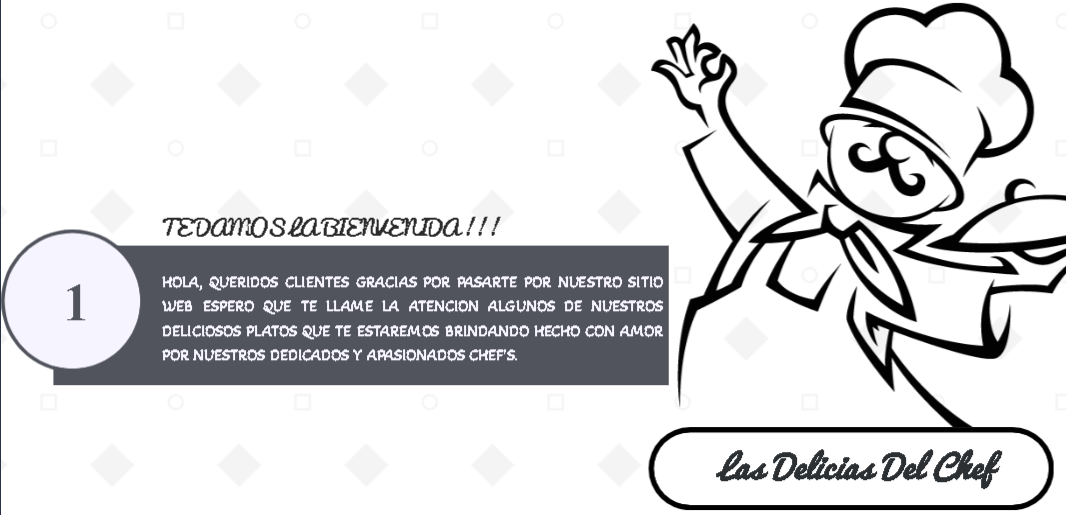 TE DAMOS LA BIENVENIDA!!!
1
HOLA, QUERIDOS CLIENTES GRACIAS POR PASARTE POR NUESTRO SITIO
WEB ESPERO QUE TE LLAME LA ATENCION ALGUNOS DE NUESTROS
DELICIOSOS PLATOS QUE TE ESTAREMOS BRINDANDO HECHO CON AMOR
POR NUESTROS DEDICADOS Y APASIONADOS CHEF'S.
Las Delicias Del Chef